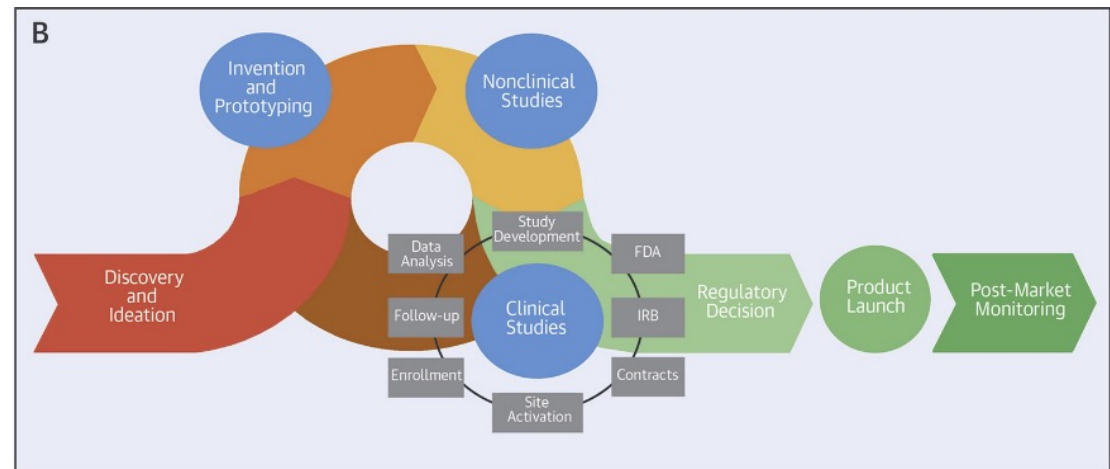 B
Invention
and
Prototyping
Nonclinical
Studies
Discovery
and
Ideation
Study
Development
Data
Analysis
FDA
Follow-up
Clinical
Studies
IRB
Enrollment
Contracts
Site
Activation
Regulatory
Decision
Product
Launch
Post-Market
Monitoring